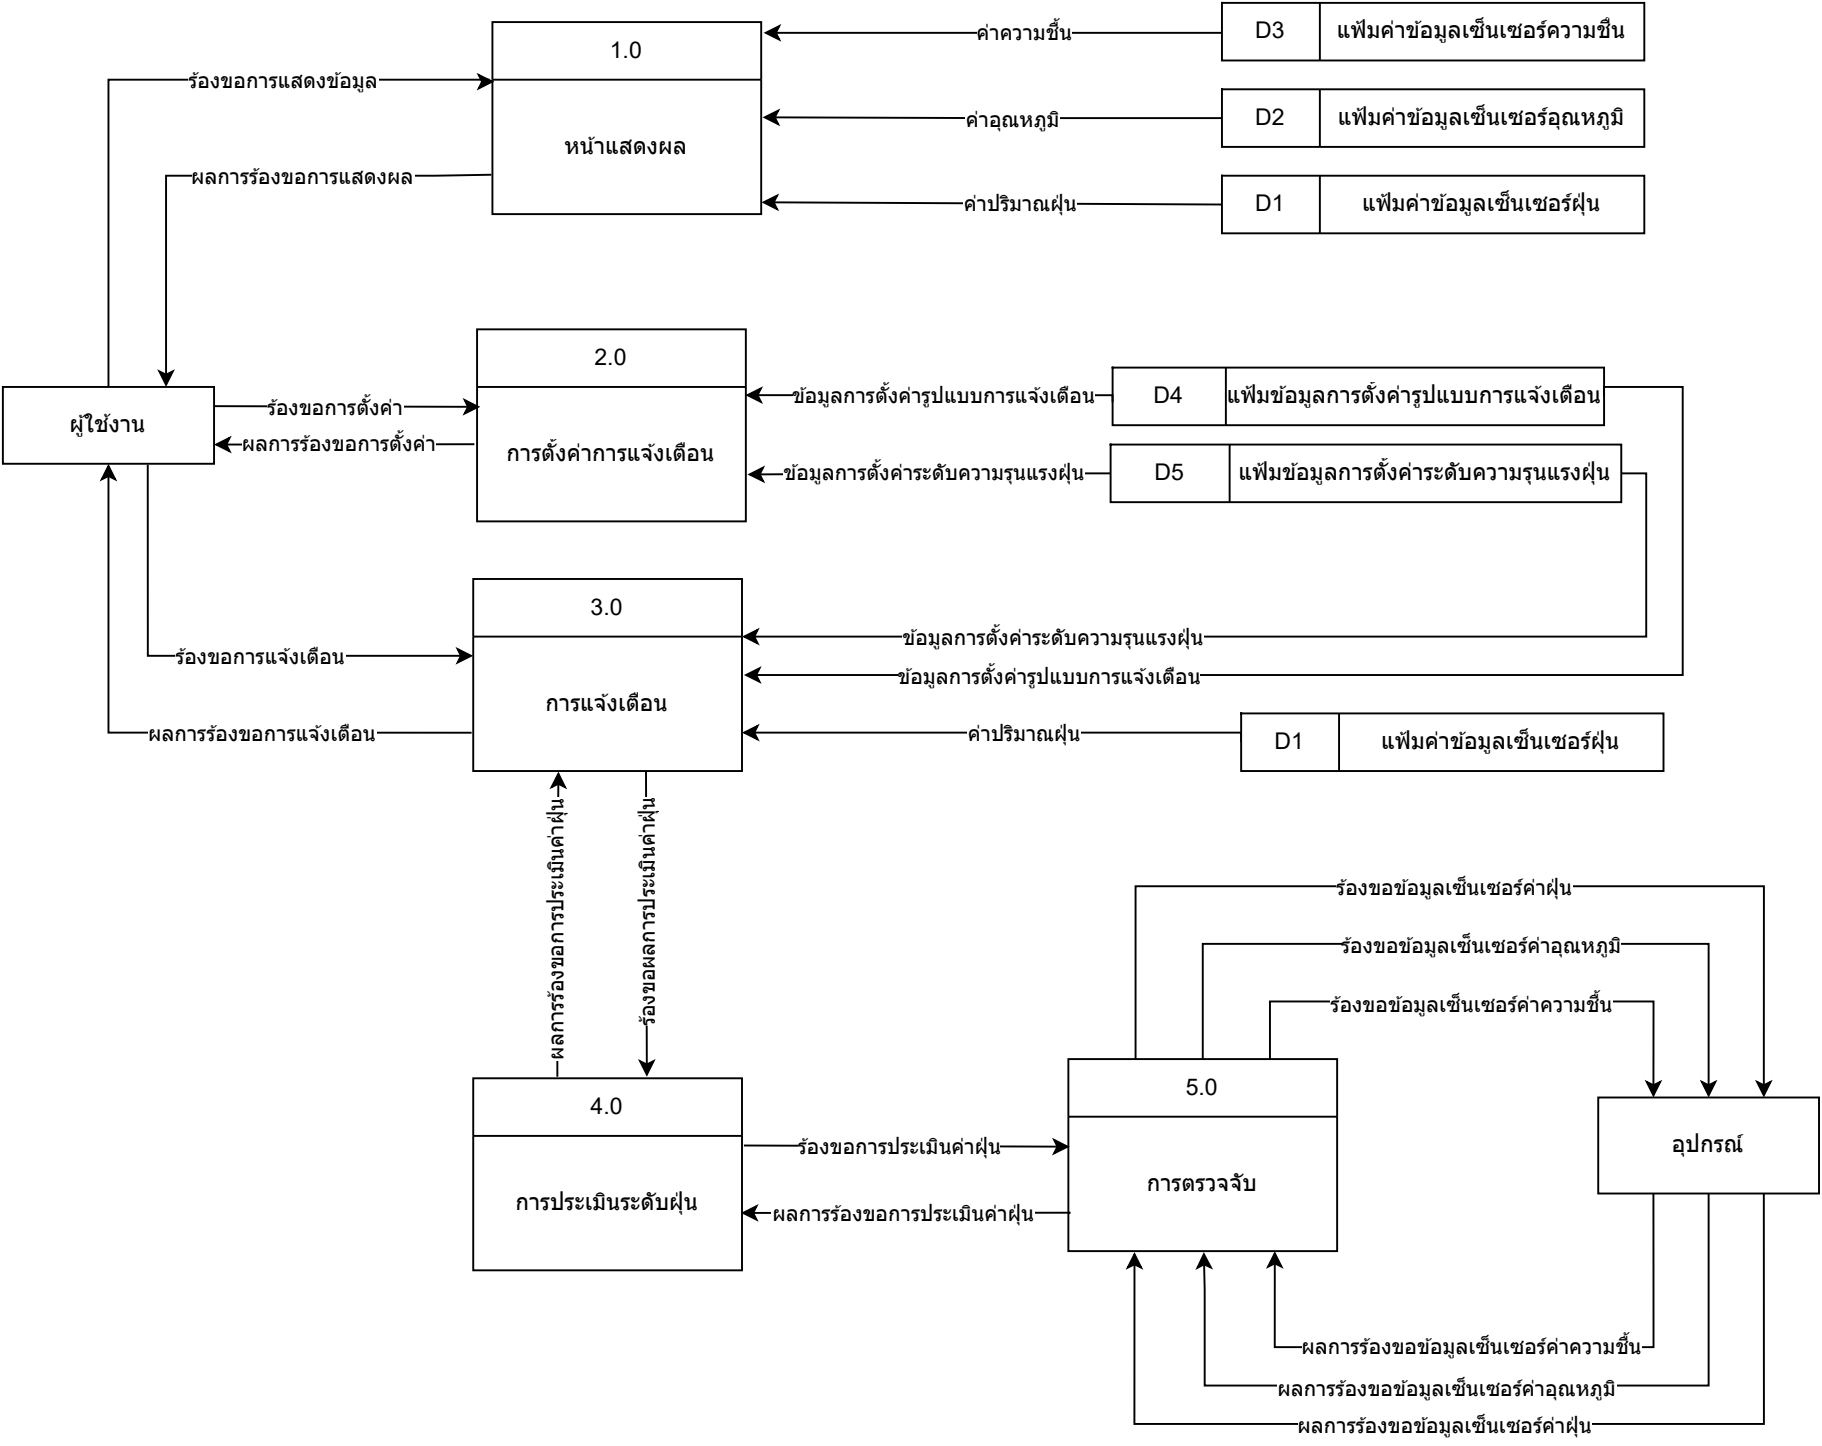 1.0
หน้าแสดงผล
ร้องขอการแสดงข้อมูล
ผลการร้องขอการแสดงผล
ค่าความชื้น
D3
แฟ้มค่าข้อมูลเซ็นเซอร์ความชื่น
ค่าอุณหภูมิ
D2
แฟ้มค่าข้อมูลเซ็นเซอร์อุณหภูมิ
ค่าปริมาณฝุ่น
D1
แฟ้มค่าข้อมูลเซ็นเซอร์ฝุ่น
ผู้ใช้งาน
ร้องขอการตั้งค่า
ผลการร้องขอการตั้งค่า
2.0
การตั้งค่าการแจ้งเตือน
ข้อมูลการตั้งค่ารูปแบบการแจ้งเตือน
D4
แฟ้มข้อมูลการตั้งค่ารูปแบบการแจ้งเตือน
ข้อมูลการตั้งค่าระดับความรุนแรงฝุ่น
D5
แฟ้มข้อมูลการตั้งค่าระดับความรุนแรงฝุ่น
3.0
การแจ้งเตือน
ร้องขอการแจ้งเตือน
ผลการร้องขอการแจ้งเตือน
ข้อมูลการตั้งค่าระดับความรุนแรงฝุ่น
ข้อมูลการตั้งค่ารูปแบบการแจ้งเตือน
ค่าปริมาณฝุ่น
D1
แฟ้มค่าข้อมูลเซ็นเซอร์ฝุ่น
ผลการร้องขอการประเมินค่าฝุ่น
ร้องขอผลการประเมินค่าฝุ่น
4.0
การประเมินระดับฝุ่น
ร้องขอการประเมินค่าฝุ่น
ผลการร้องขอการประเมินค่าฝุ่น
5.0
การตรวจจับ
ร้องขอข้อมูลเซ็นเซอร์ค่าฝุ่น
ร้องขอข้อมูลเซ็นเซอร์ค่าอุณหภูมิ
ร้องขอข้อมูลเซ็นเซอร์ค่าความชื้น
อุปกรณ์
ผลการร้องขอข้อมูลเซ็นเซอร์ค่าความชื้น
ผลการร้องขอข้อมูลเซ็นเซอร์ค่าอุณหภูมิ
ผลการร้องขอข้อมูลเซ็นเซอร์ค่าฝุ่น